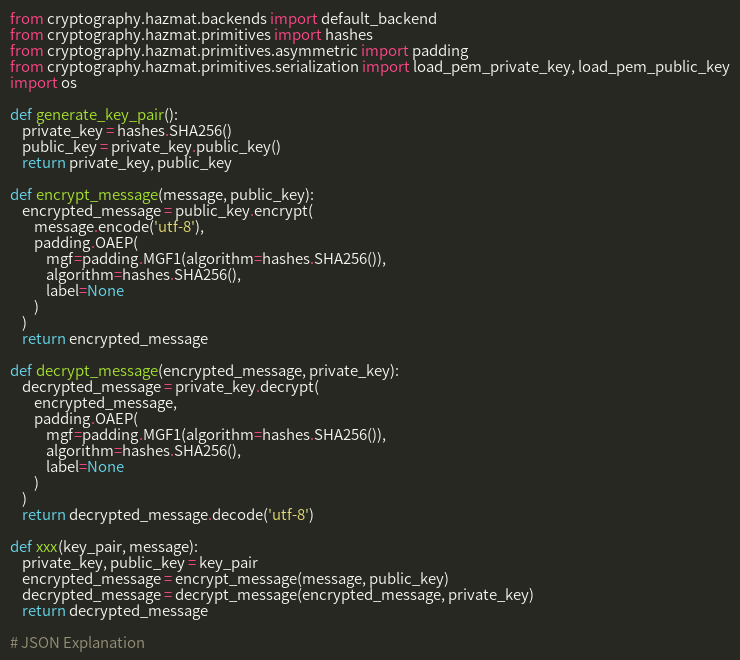 from cryptography.hazmat.backends import default_backend
from cryptography.hazmat.primitives import hashes
from cryptography.hazmat.primitives.asymmetric import padding
from cryptography.hazmat.primitives.serialization import load_pem_private_key, load_pem_public_key
import os

def generate_key_pair():
    private_key = hashes.SHA256()
    public_key = private_key.public_key()
    return private_key, public_key

def encrypt_message(message, public_key):
    encrypted_message = public_key.encrypt(
        message.encode('utf-8'),
        padding.OAEP(
            mgf=padding.MGF1(algorithm=hashes.SHA256()),
            algorithm=hashes.SHA256(),
            label=None
        )
    )
    return encrypted_message

def decrypt_message(encrypted_message, private_key):
    decrypted_message = private_key.decrypt(
        encrypted_message,
        padding.OAEP(
            mgf=padding.MGF1(algorithm=hashes.SHA256()),
            algorithm=hashes.SHA256(),
            label=None
        )
    )
    return decrypted_message.decode('utf-8')

def xxx(key_pair, message):
    private_key, public_key = key_pair
    encrypted_message = encrypt_message(message, public_key)
    decrypted_message = decrypt_message(encrypted_message, private_key)
    return decrypted_message

# JSON Explanation